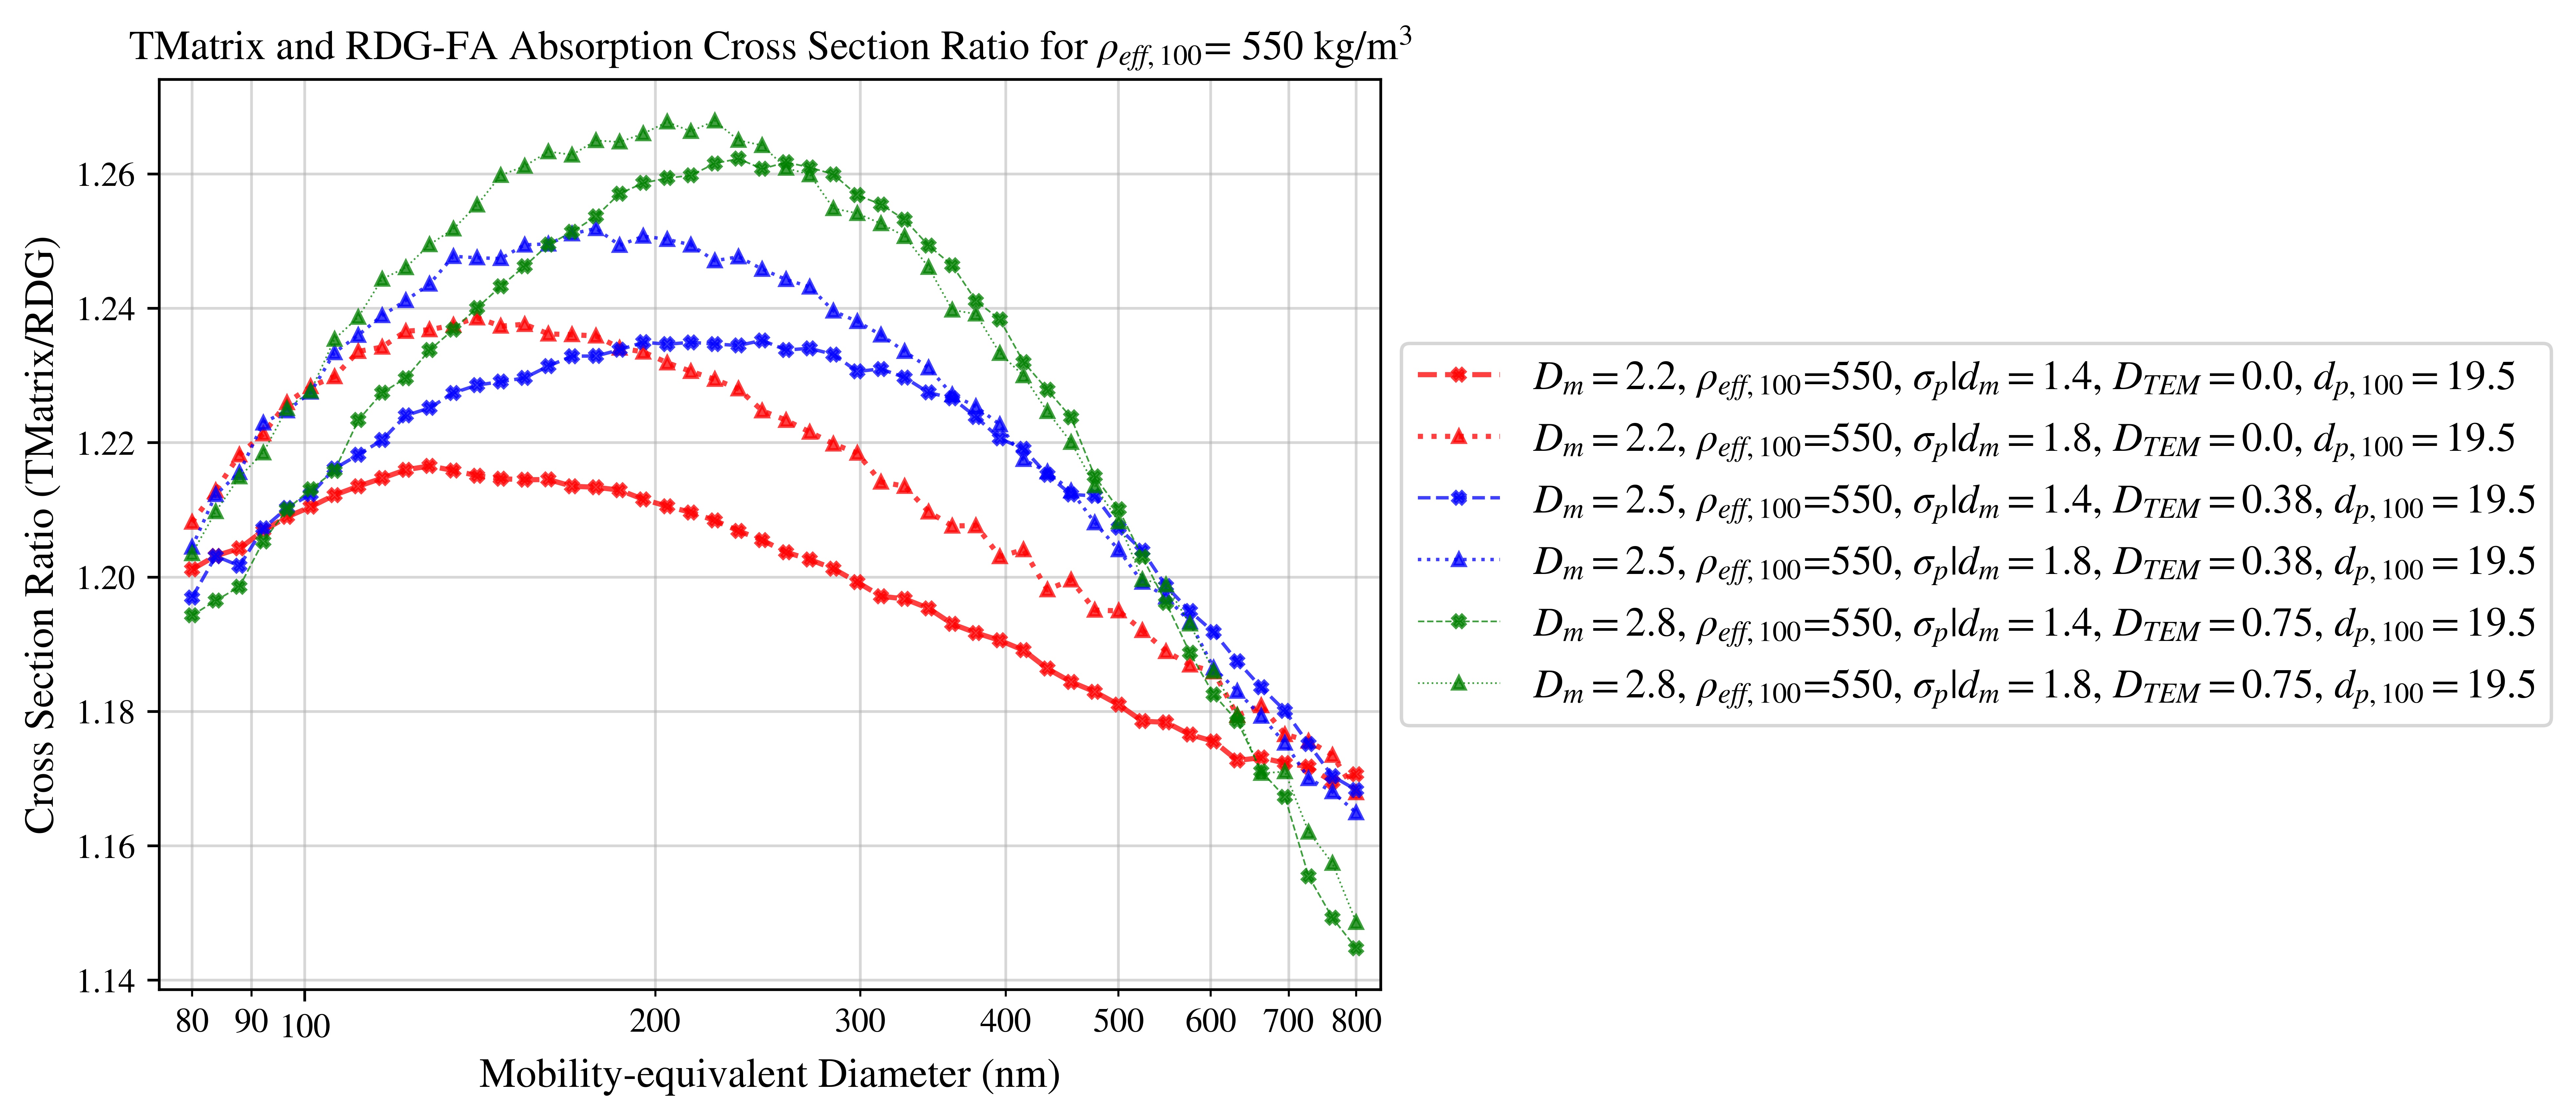 TMatrix and RDG-FA Absorption Cross Section Ratio for ρeff,100= 550 kg/m³
Cross Section Ratio (TMatrix/RDG)
1.26
1.24
1.22
1.20
1.18
1.16
1.14
80 90 100 200 300 400 500 600 700 800
Mobility-equivalent Diameter (nm)
Dm = 2.2, ρeff,100=550, σp|dm = 1.4, DTEM = 0.0, dp,100 = 19.5
Dm = 2.2, ρeff,100=550, σp|dm = 1.8, DTEM = 0.0, dp,100 = 19.5
Dm = 2.5, ρeff,100=550, σp|dm = 1.4, DTEM = 0.38, dp,100 = 19.5
Dm = 2.5, ρeff,100=550, σp|dm = 1.8, DTEM = 0.38, dp,100 = 19.5
Dm = 2.8, ρeff,100=550, σp|dm = 1.4, DTEM = 0.75, dp,100 = 19.5
Dm = 2.8, ρeff,100=550, σp|dm = 1.8, DTEM = 0.75, dp,100 = 19.5